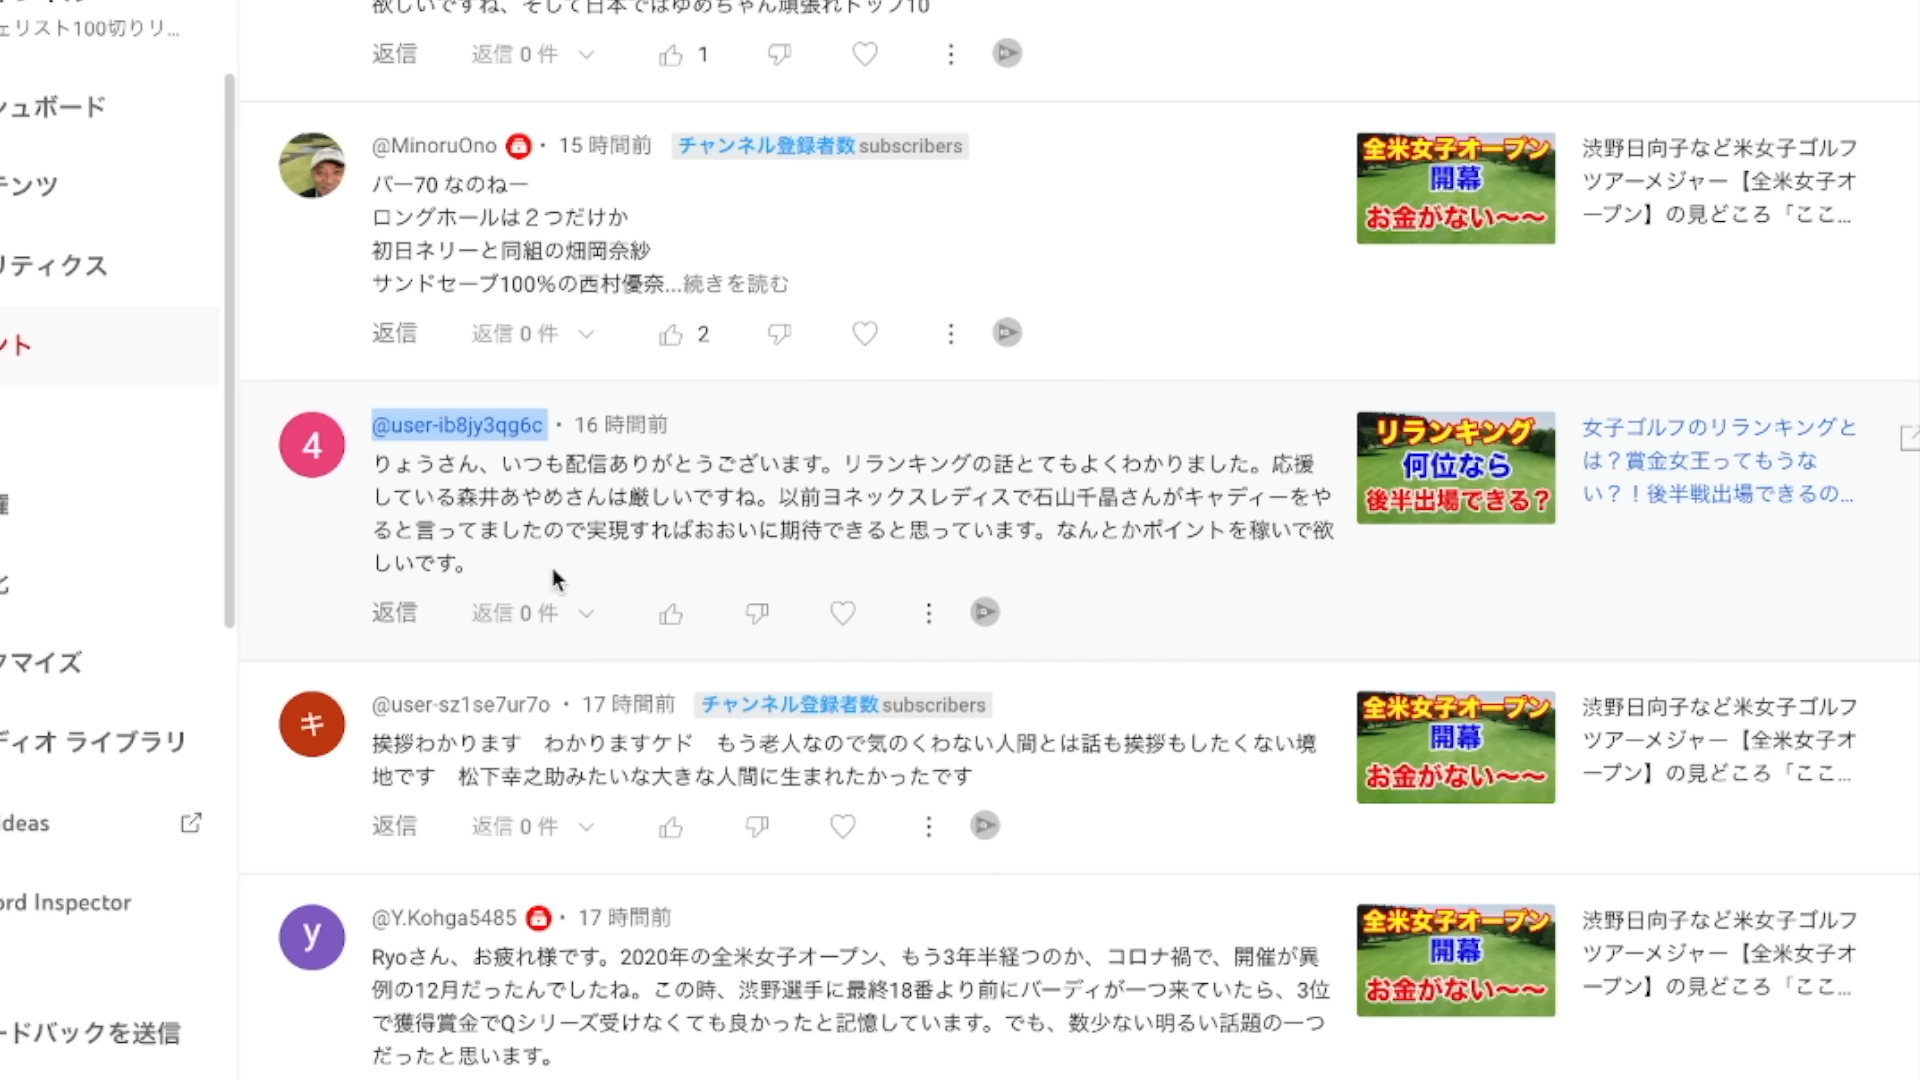 ェリスト100切りリ...
シュボード
テンツ
リティクス
ント
クマイズ
ディオ ライブラリ
Ideas
ord Inspector
ードバックを送信
欲しいですね、そして日本ではゆめちゃん頑張れトップ10
返信 返信 0 件 1
@MinoruOno ・ 15 時間前 チャンネル登録者数 subscribers
バー70 なのねー
ロングホールは２つだけか
初日ネリーと同組の畑岡奈紗
サンドセーブ100%の西村優奈...続きを読む
返信 返信 0 件 2
全米女子オープン
開幕
お金がない～～
渋野日向子など米女子ゴルフ
ツアーメジャー【全米女子オ
ープン】の見どころ「ここ...
4
@user-ib8jy3qg6c ・ 16 時間前
りょうさん、いつも配信ありがとうございます。リランキングの話とてもよくわかりました。応援
している森井あやめさんは厳しいですね。以前ヨネックスレディスで石山千晶さんがキャディーをや
ると言ってましたので実現すればおおいに期待できると思っています。なんとかポイントを稼いで欲
しいです。
返信 返信 0 件
リランキング
何位なら
後半出場できる？
女子ゴルフのリランキングと
は？賞金女王ってもうな
い？！後半戦出場できるの...
キ
@user-sz1se7ur7o ・ 17 時間前 チャンネル登録者数 subscribers
挨拶わかります　わかりますケド　もう老人なので気のくわない人間とは話も挨拶もしたくない境
地です　松下幸之助みたいな大きな人間に生まれたかったです
返信 返信 0 件
全米女子オープン
開幕
お金がない～～
渋野日向子など米女子ゴルフ
ツアーメジャー【全米女子オ
ープン】の見どころ「ここ...
y
@Y.Kohga5485 ・ 17 時間前
Ryoさん、お疲れ様です。2020年の全米女子オープン、もう3年半経つのか、コロナ禍で、開催が異
例の12月だったんでしたね。この時、渋野選手に最終18番より前にバーディが一つ来ていたら、3位
で獲得賞金でQシリーズ受けなくても良かったと記憶しています。でも、数少ない明るい話題の一つ
だったと思います。
全米女子オープン
開幕
お金がない～～
渋野日向子など米女子ゴルフ
ツアーメジャー【全米女子オ
ープン】の見どころ「ここ...